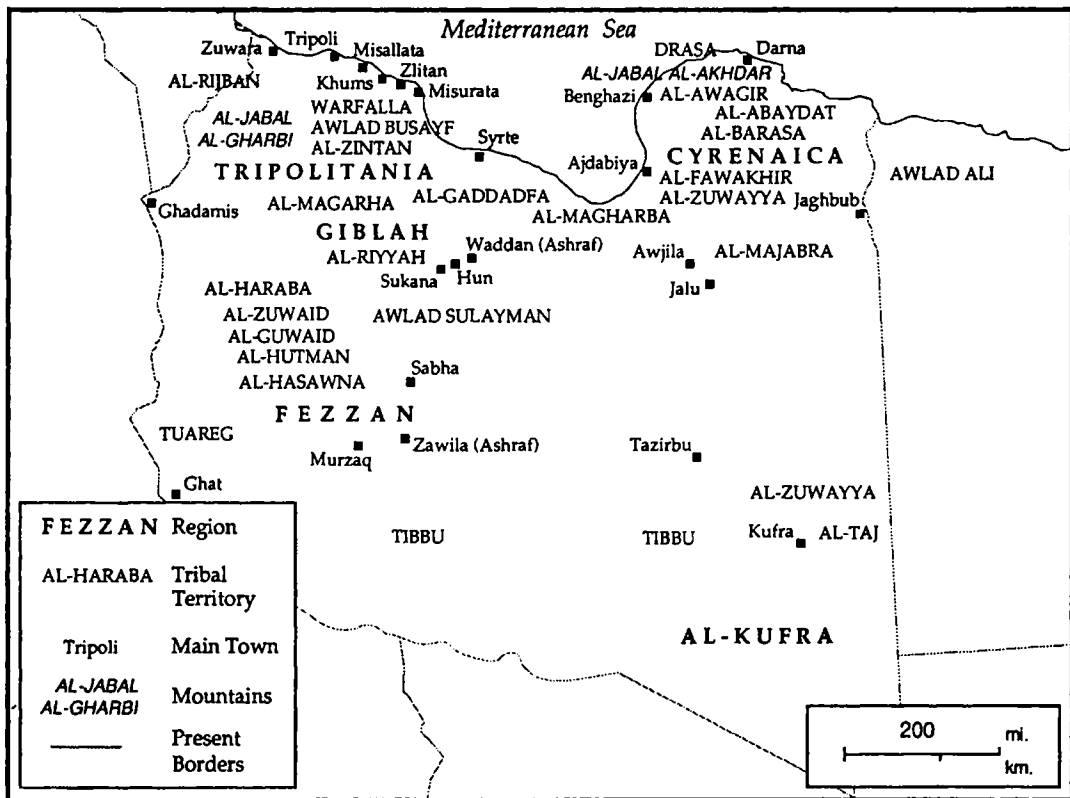 Mediterranean Sea
Zuwara
Tripoli
Misallata
Zlitan
Khums
Misurata
DRASA
Darna
AL-RIJBAN
AL-JABAL AL-AKHDAR
Benghazi
AL-AWAGIR
AL-JABAL
AL-GHARBI
WARFALLA
AWLAD BUSAYF
AL-ZINTAN
AL-ABAYDAT
AL-BARASA
Syrte
TRIPOLITANIA
Ajdabiya
CYRENAICA
AL-FAWAKHIR
AL-ZUWAYYA
AWLAD ALI
Jaghbub
Ghadamis
AL-MAGARHA
AL-GADDADFA
AL-MAGHARBA
GIBLAH
AL-RIYYAH
Waddan (Ashraf)
Sukana
Hun
Awjila
AL-MAJABRA
Jalu
AL-HARABA
AL-ZUWAID
AL-GUWAID
AL-HUTMAN
AL-HASAWNA
AWLAD SULAYMAN
Sabha
FEZZAN
TUAREG
Murzaq
Zawila (Ashraf)
Tazirbu
Ghat
AL-ZUWAYYA
TIBBU
TIBBU
Kufra
AL-TAJ
AL-KUFRA
FEZZAN Region
AL-HARABA Tribal
Territory
Tripoli Main Town
AL-JABAL
AL-GHARBI
Mountains
Present
Borders
200 mi.
km.